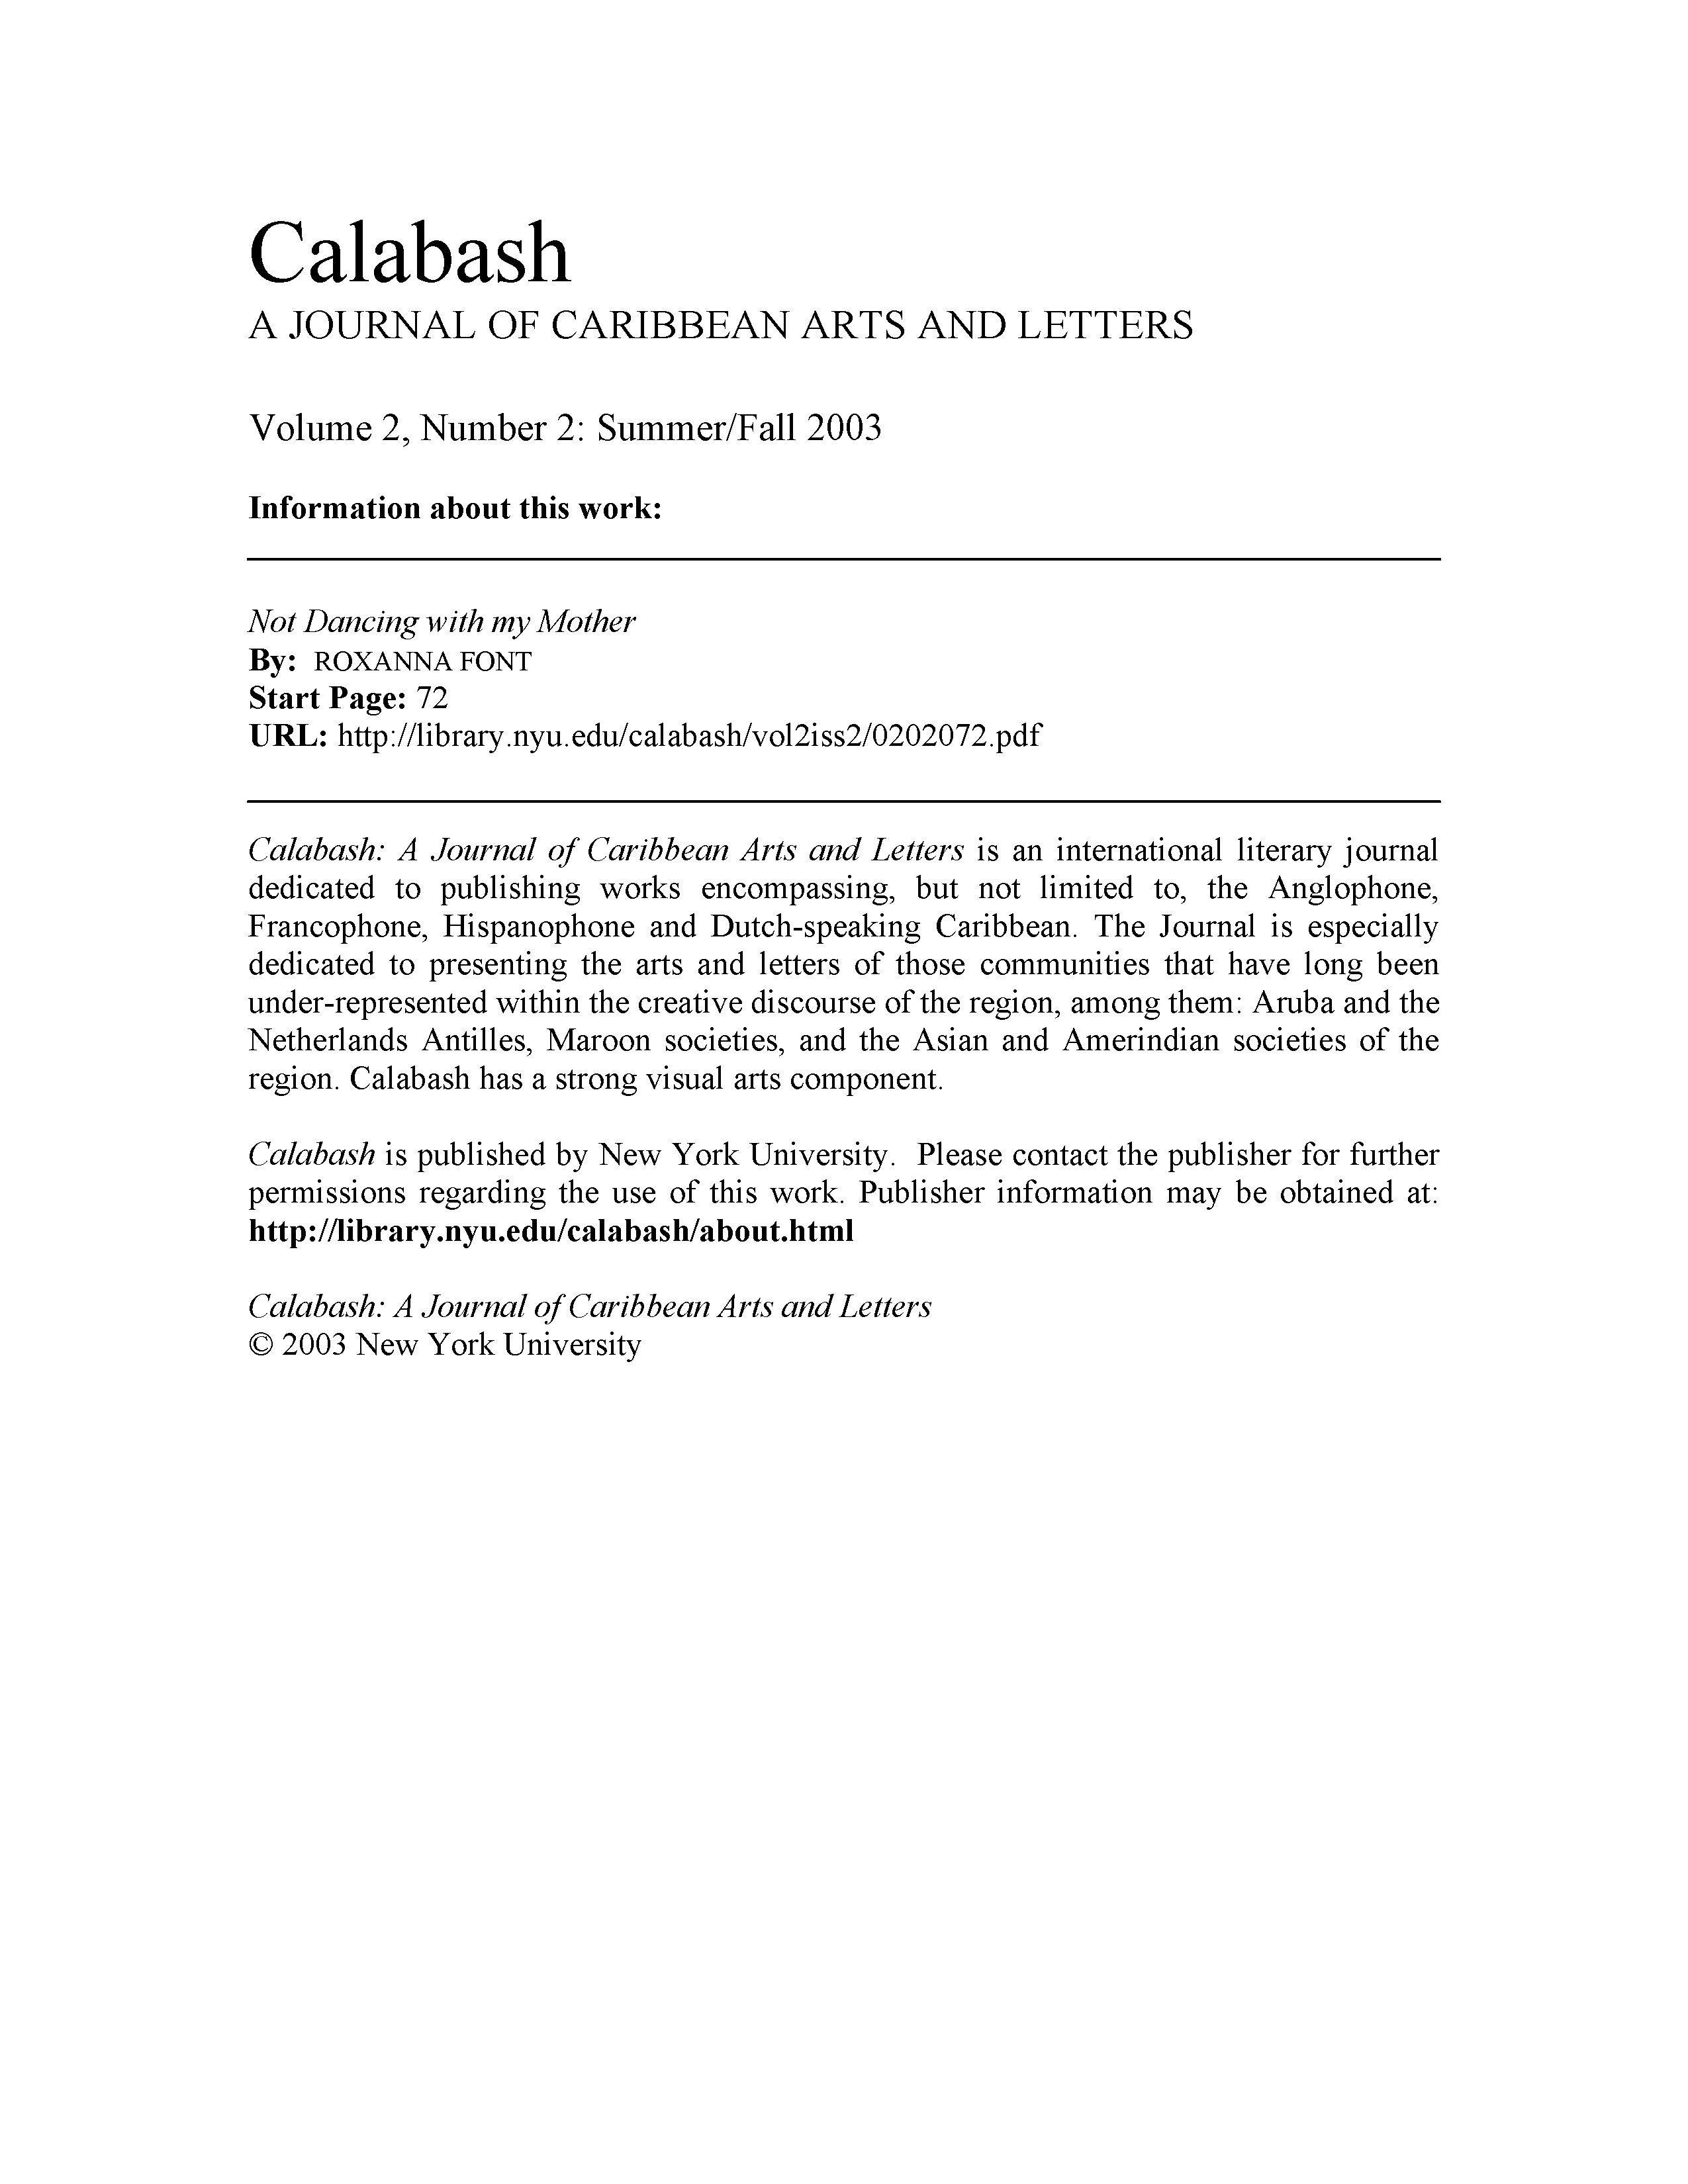 Calabash
A JOURNAL OF CARIBBEAN ARTS AND LETTERS
Volume 2, Number 2: Summer/Fall 2003
Information about this work:
Not Dancing with my Mother
By: ROXANNA FONT
Start Page: 72
URL: http://library.nyu.edu/calabash/vol2iss2/0202072.pdf
Calabash: A Journal of Caribbean Arts and Letters is an international literary journal
dedicated to publishing works encompassing, but not limited to, the Anglophone,
Francophone, Hispanophone and Dutch-speaking Caribbean. The Journal is especially
dedicated to presenting the arts and letters of those communities that have long been
under-represented within the creative discourse of the region, among them: Aruba and the
Netherlands Antilles, Maroon societies, and the Asian and Amerindian societies of the
region. Calabash has a strong visual arts component.
Calabash is published by New York University. Please contact the publisher for further
permissions regarding the use of this work. Publisher information may be obtained at:
http://library.nyu.edu/calabash/about.html
Calabash: A Journal of Caribbean Arts and Letters
© 2003 New York University